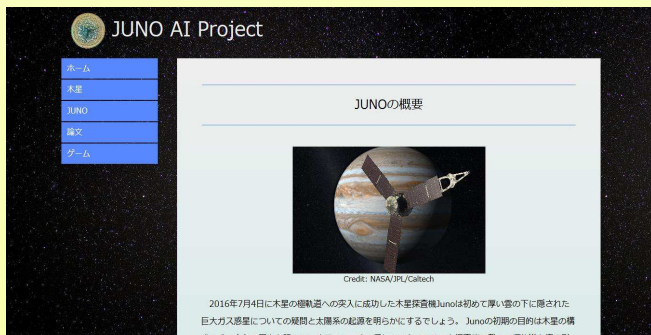 JUNO AI Project
ホーム
木星
JUNO
論文
ゲーム
JUNOの概要
Credit: NASA/JPL/Caltech
2016年7月4日に木星の極軌道への突入に成功した木星探査機Junoは初めて厚い雲の下に隠された
巨大ガス惑星についての疑問と太陽系の起源を明らかにするでしょう。 Junoの初期の目的は木星の構